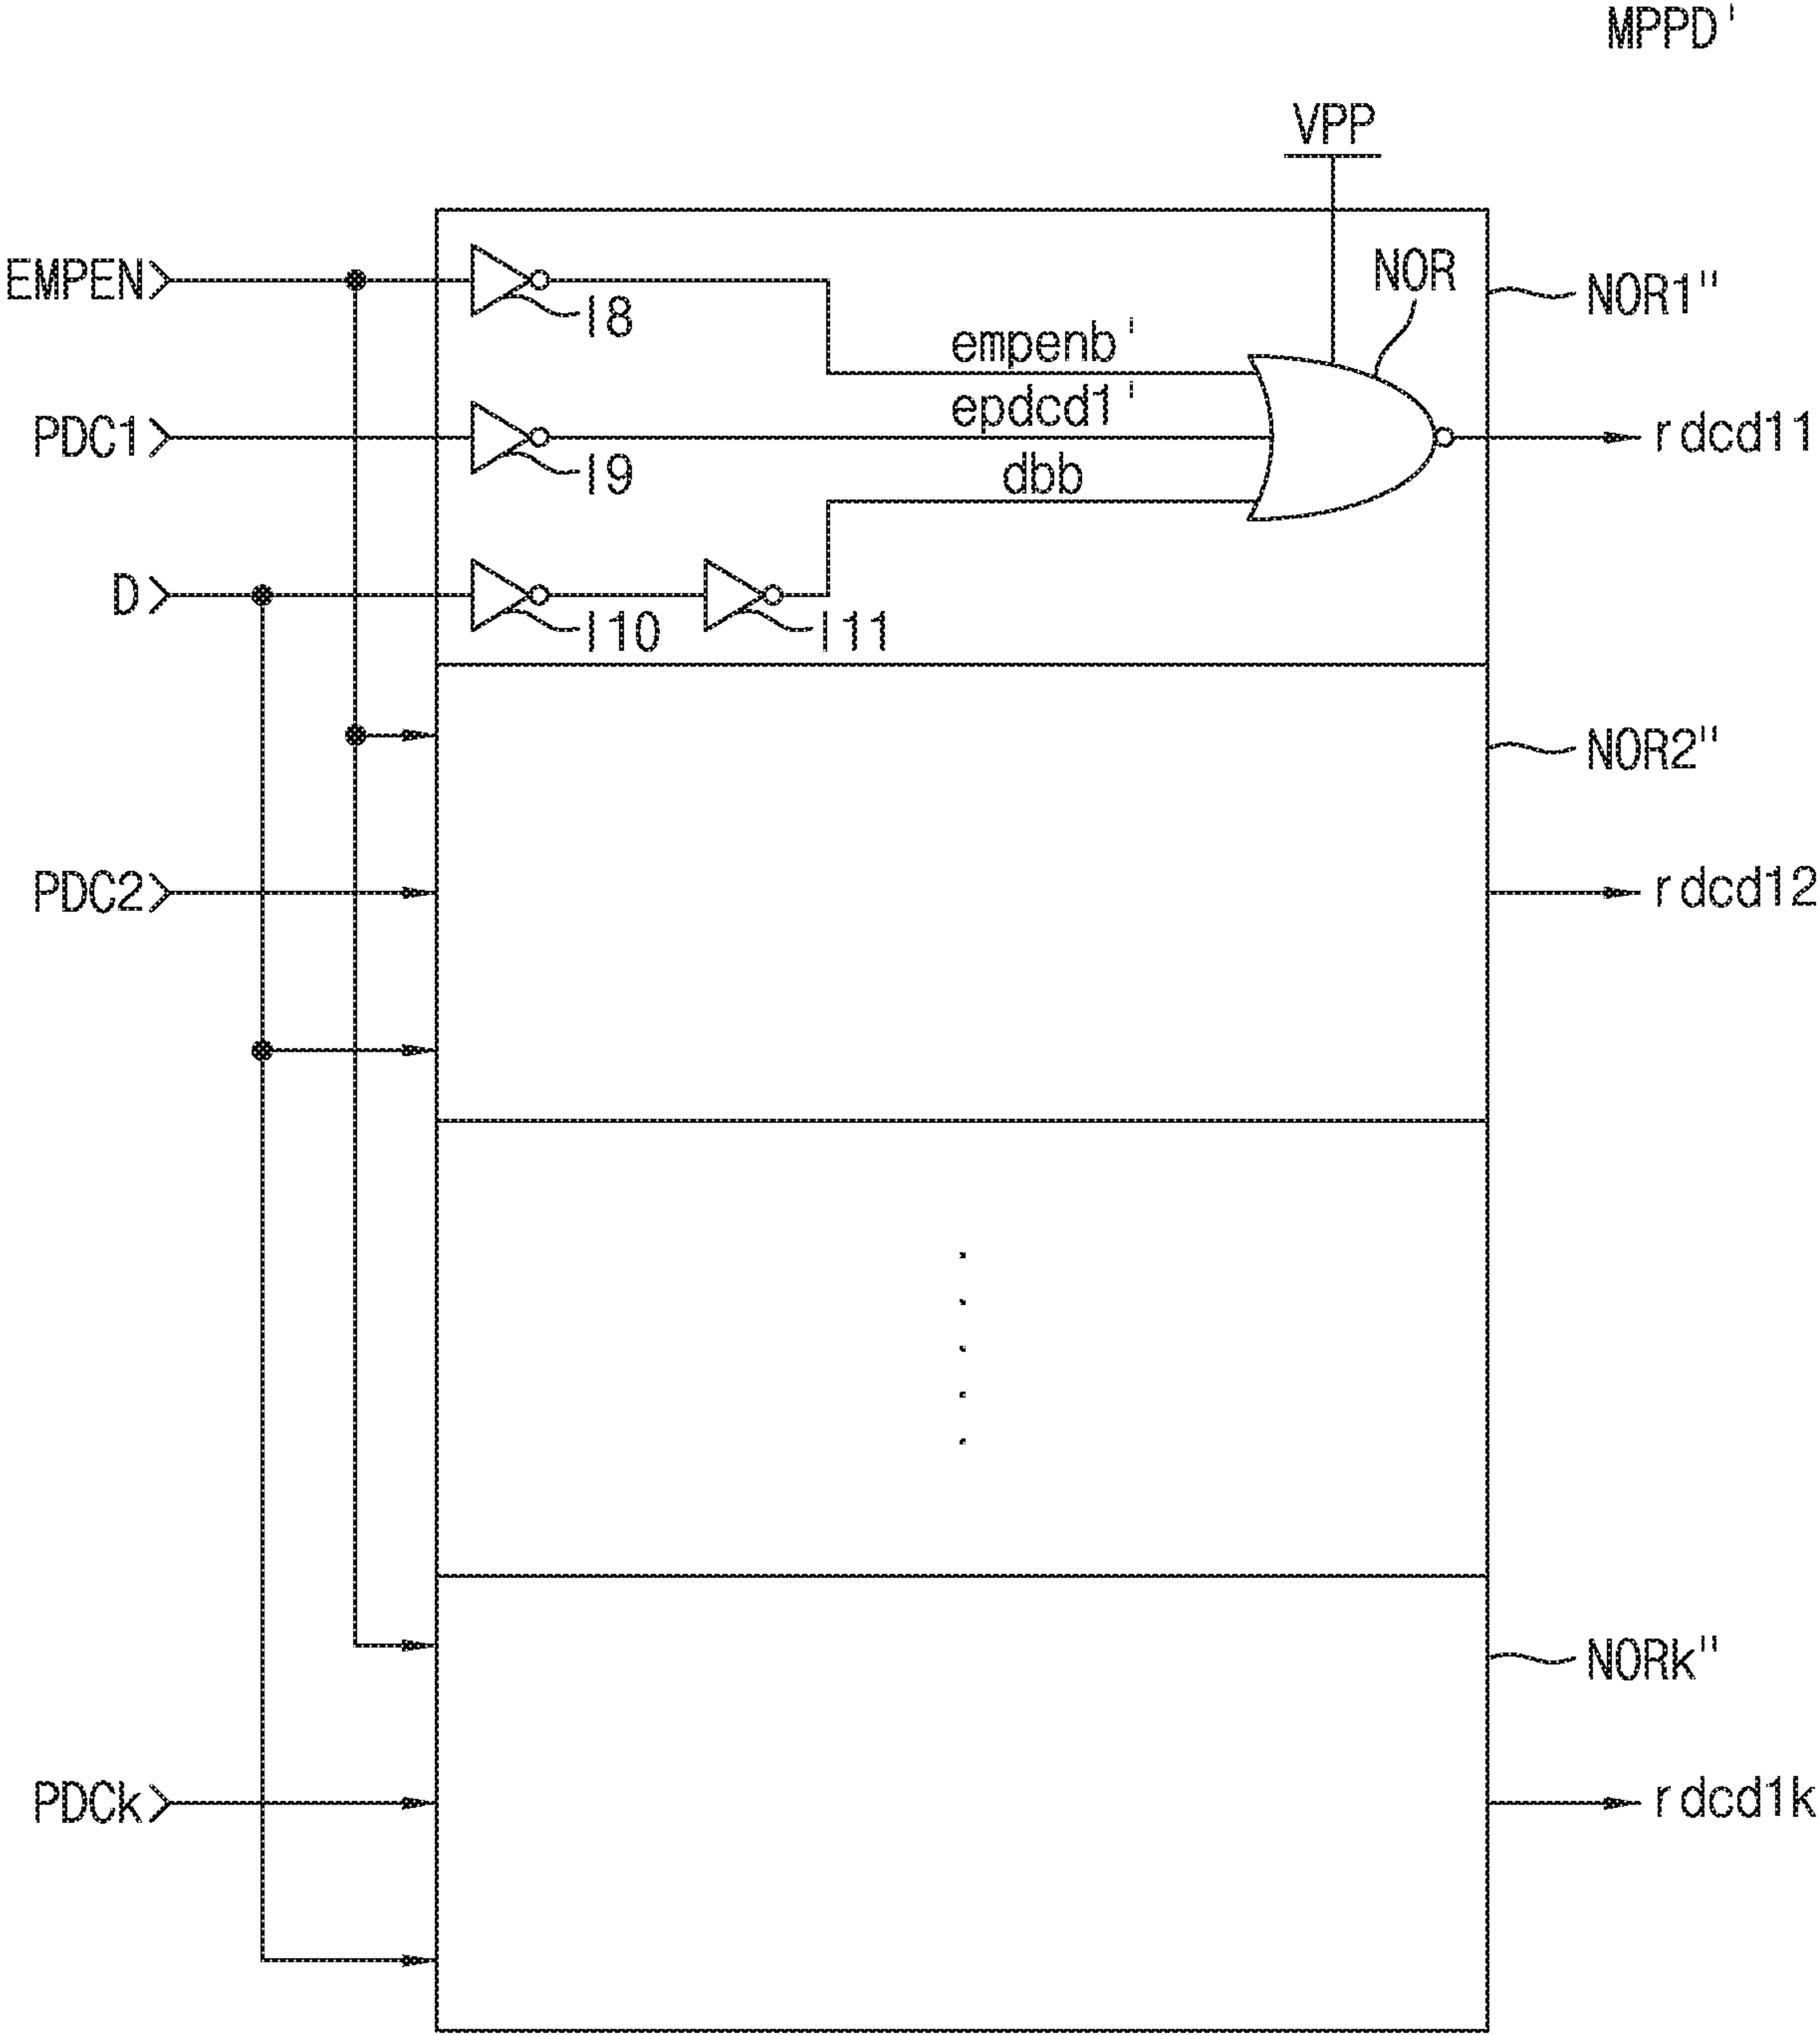 MPPD'
VPP
EMPEN
I8
NOR
NOR1"
empenb'
PDC1
I9
epdcd1'
rdcd11
dbb
D
I10
I11
NOR2"
PDC2
rdcd12
NORk"
PDCk
rdcd1k